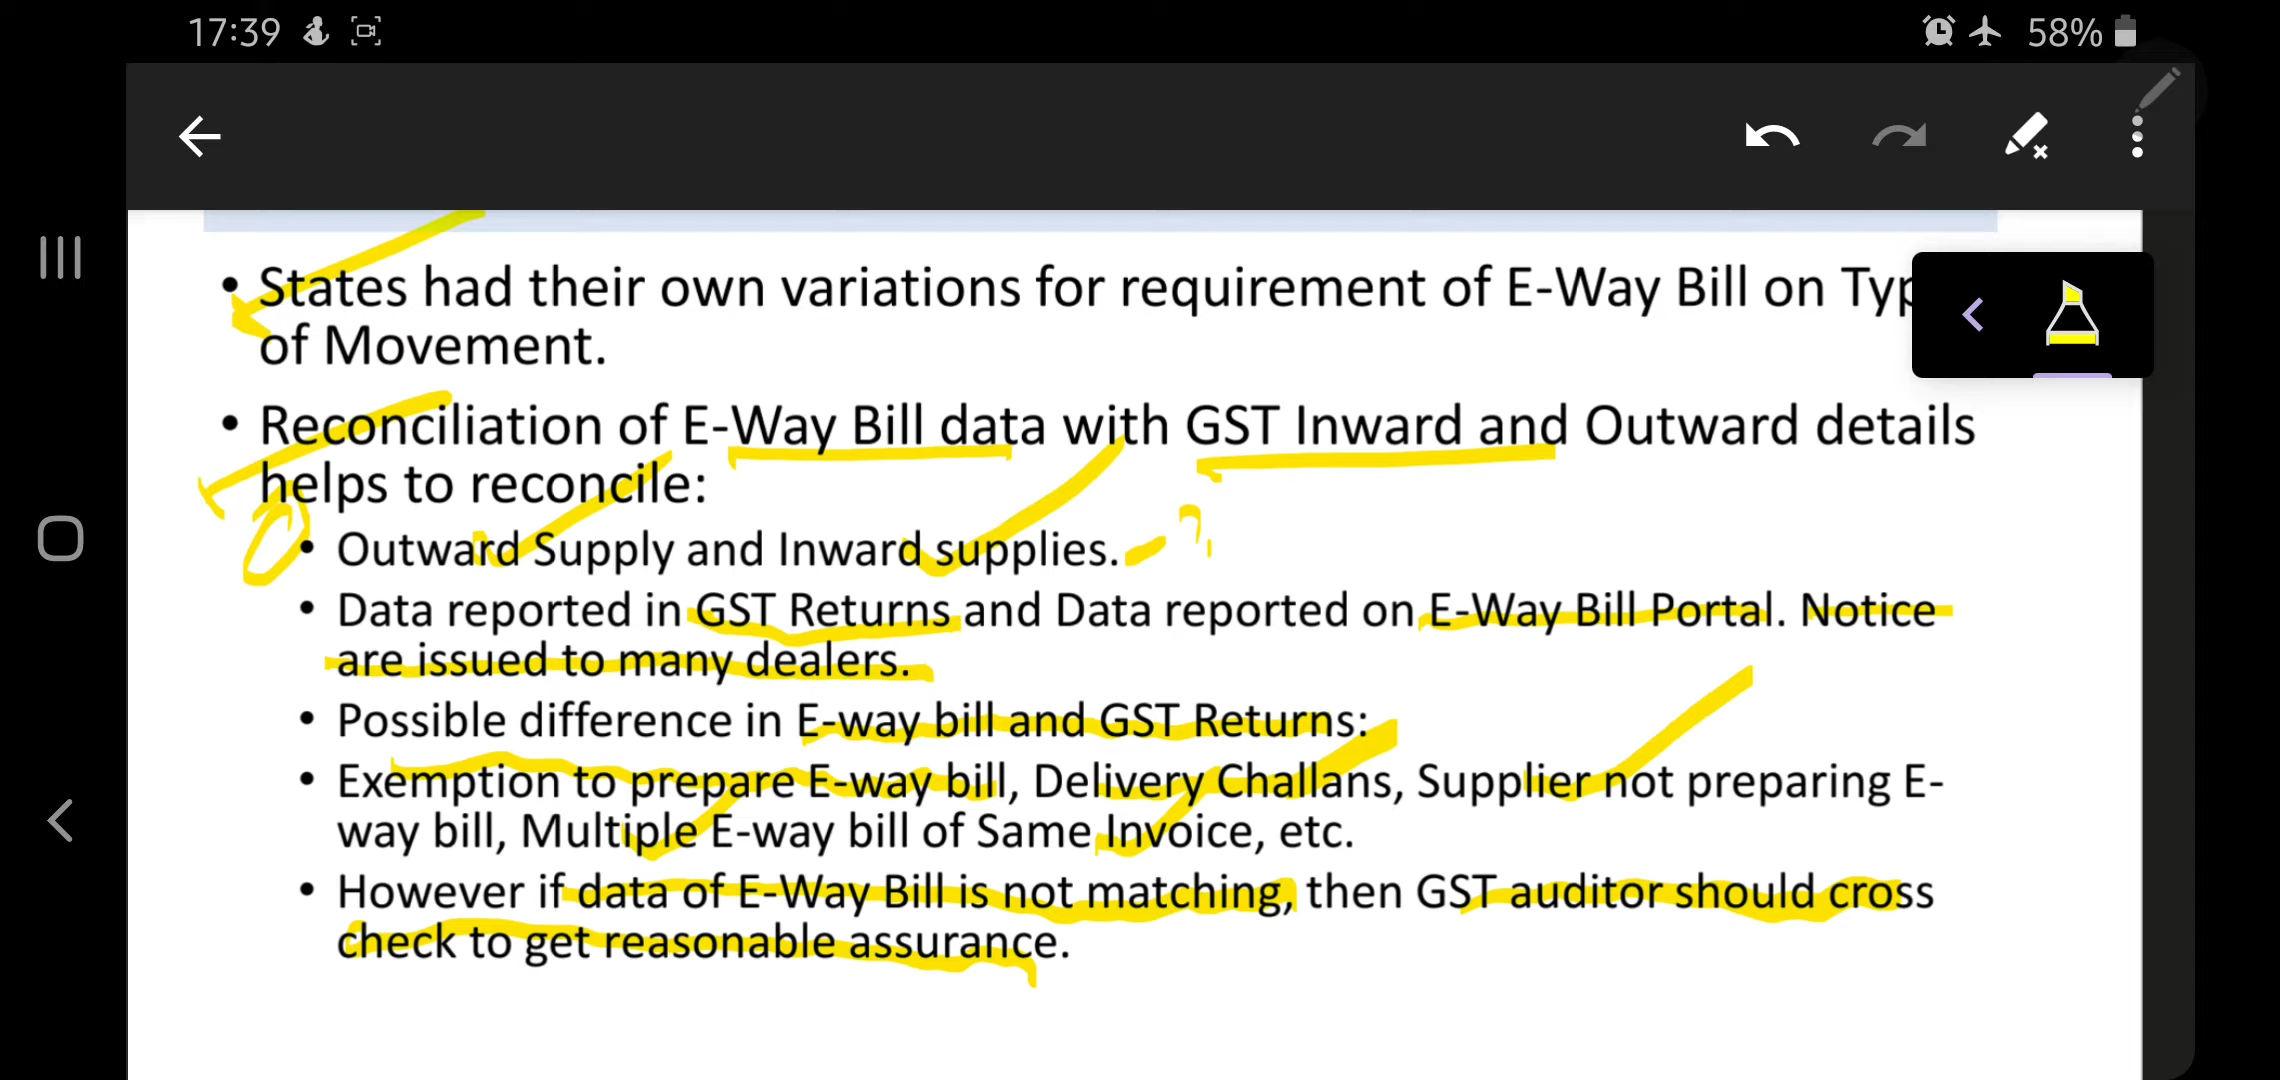 17:39
58%
• States had their own variations for requirement of E-Way Bill on Typ
of Movement.
• Reconciliation of E-Way Bill data with GST Inward and Outward details
helps to reconcile:
• Outward Supply and Inward supplies.
• Data reported in GST Returns and Data reported on E-Way Bill Portal. Notice
are issued to many dealers.
• Possible difference in E-way bill and GST Returns:
• Exemption to prepare E-way bill, Delivery Challans, Supplier not preparing E-
way bill, Multiple E-way bill of Same Invoice, etc.
• However if data of E-Way Bill is not matching, then GST auditor should cross
check to get reasonable assurance.